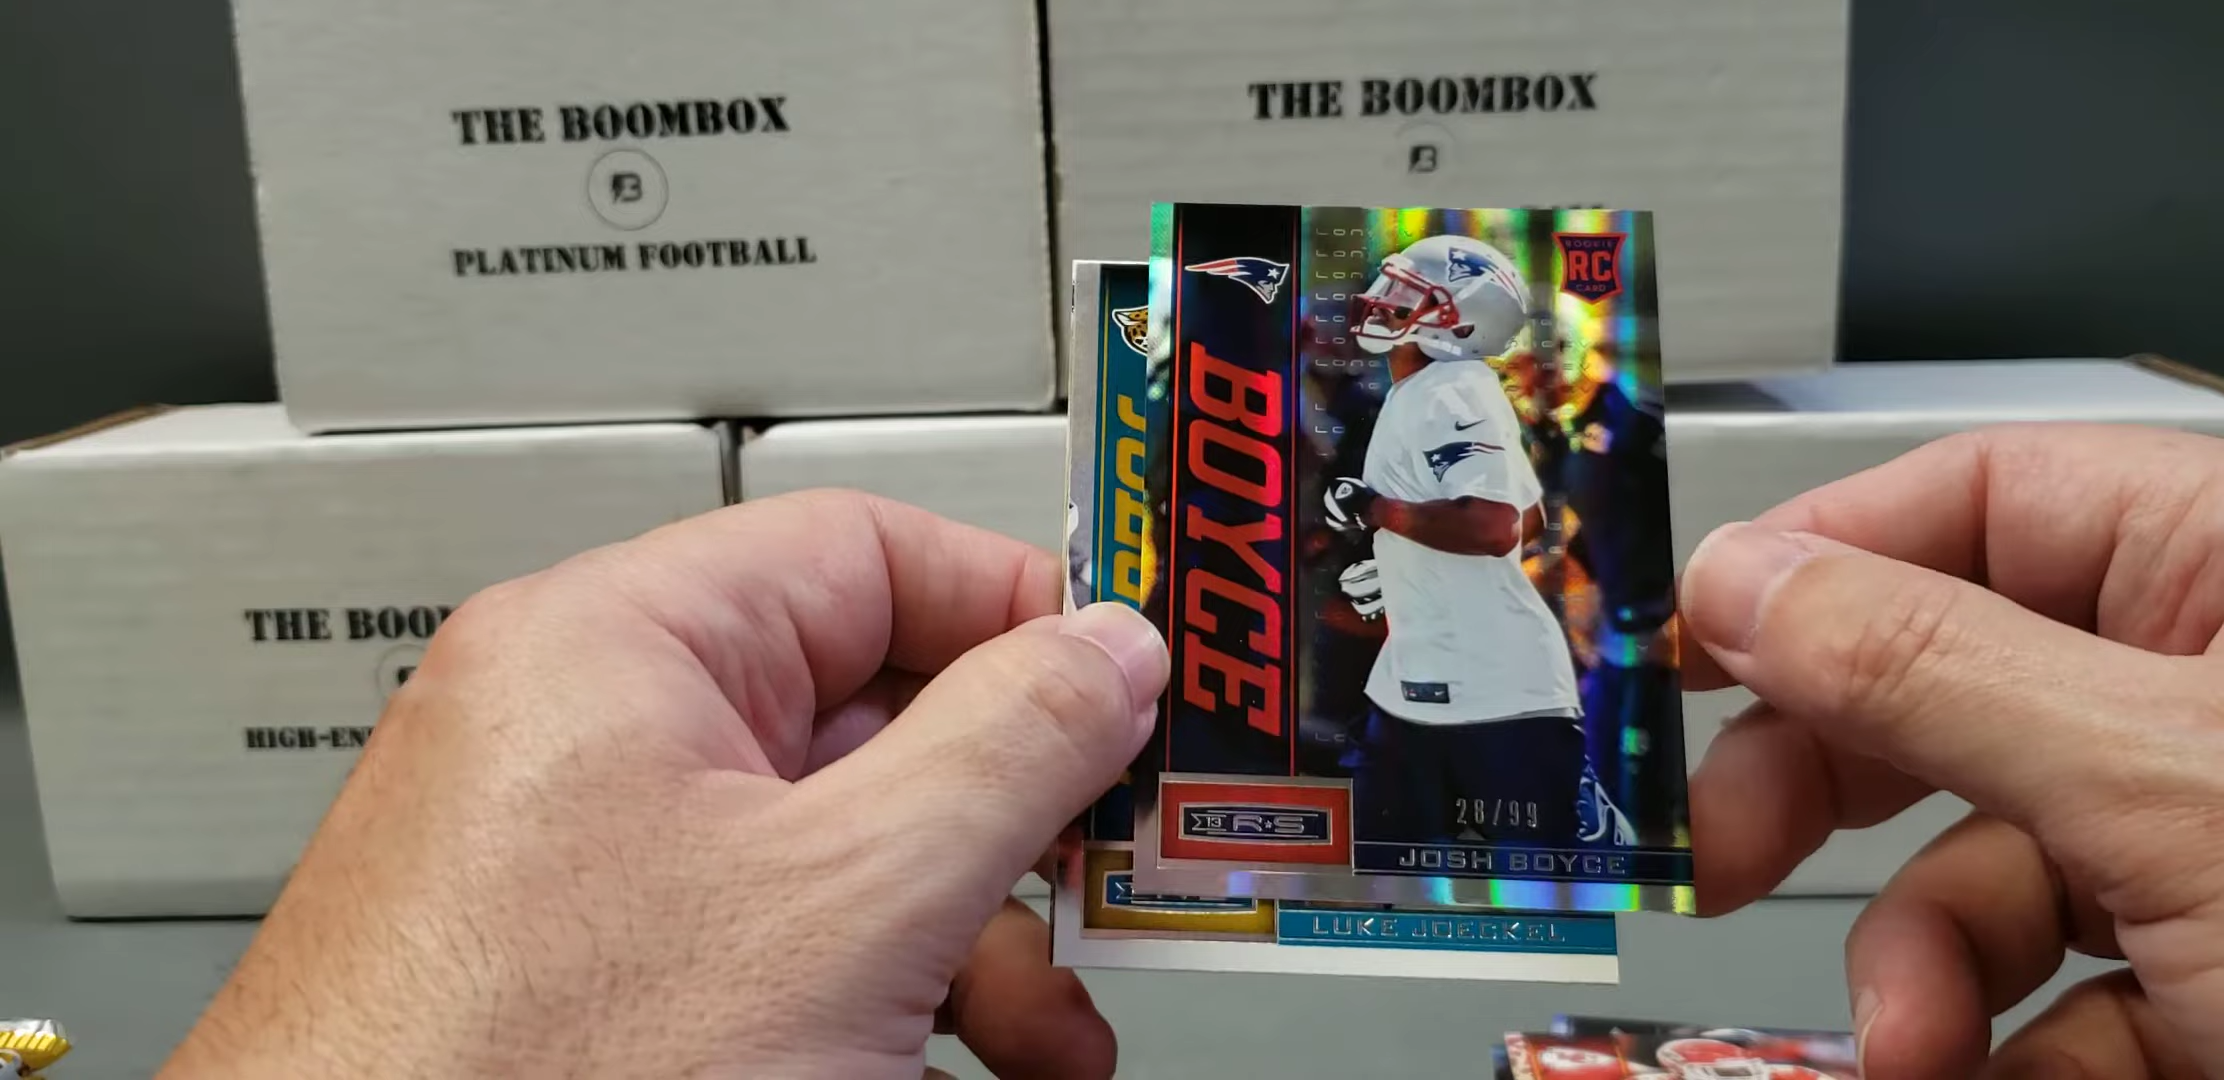 THE BOOMBOX
B
PLATINUM FOOTBALL
THE BOOMBOX
B
THE BOO
HIGH-EN
BOYCE
ROOKIE
RC
CARD
13 R★S
28/99
JOSH BOYCE
LUKE JOECKEL